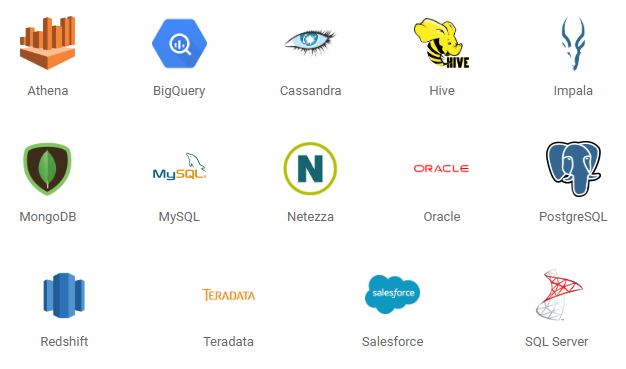 HIVE
Athena BigQuery Cassandra Hive Impala
MySQL N ORACLE
MongoDB MySQL Netezza Oracle PostgreSQL
TERADATA salesforce
Redshift Teradata Salesforce SQL Server